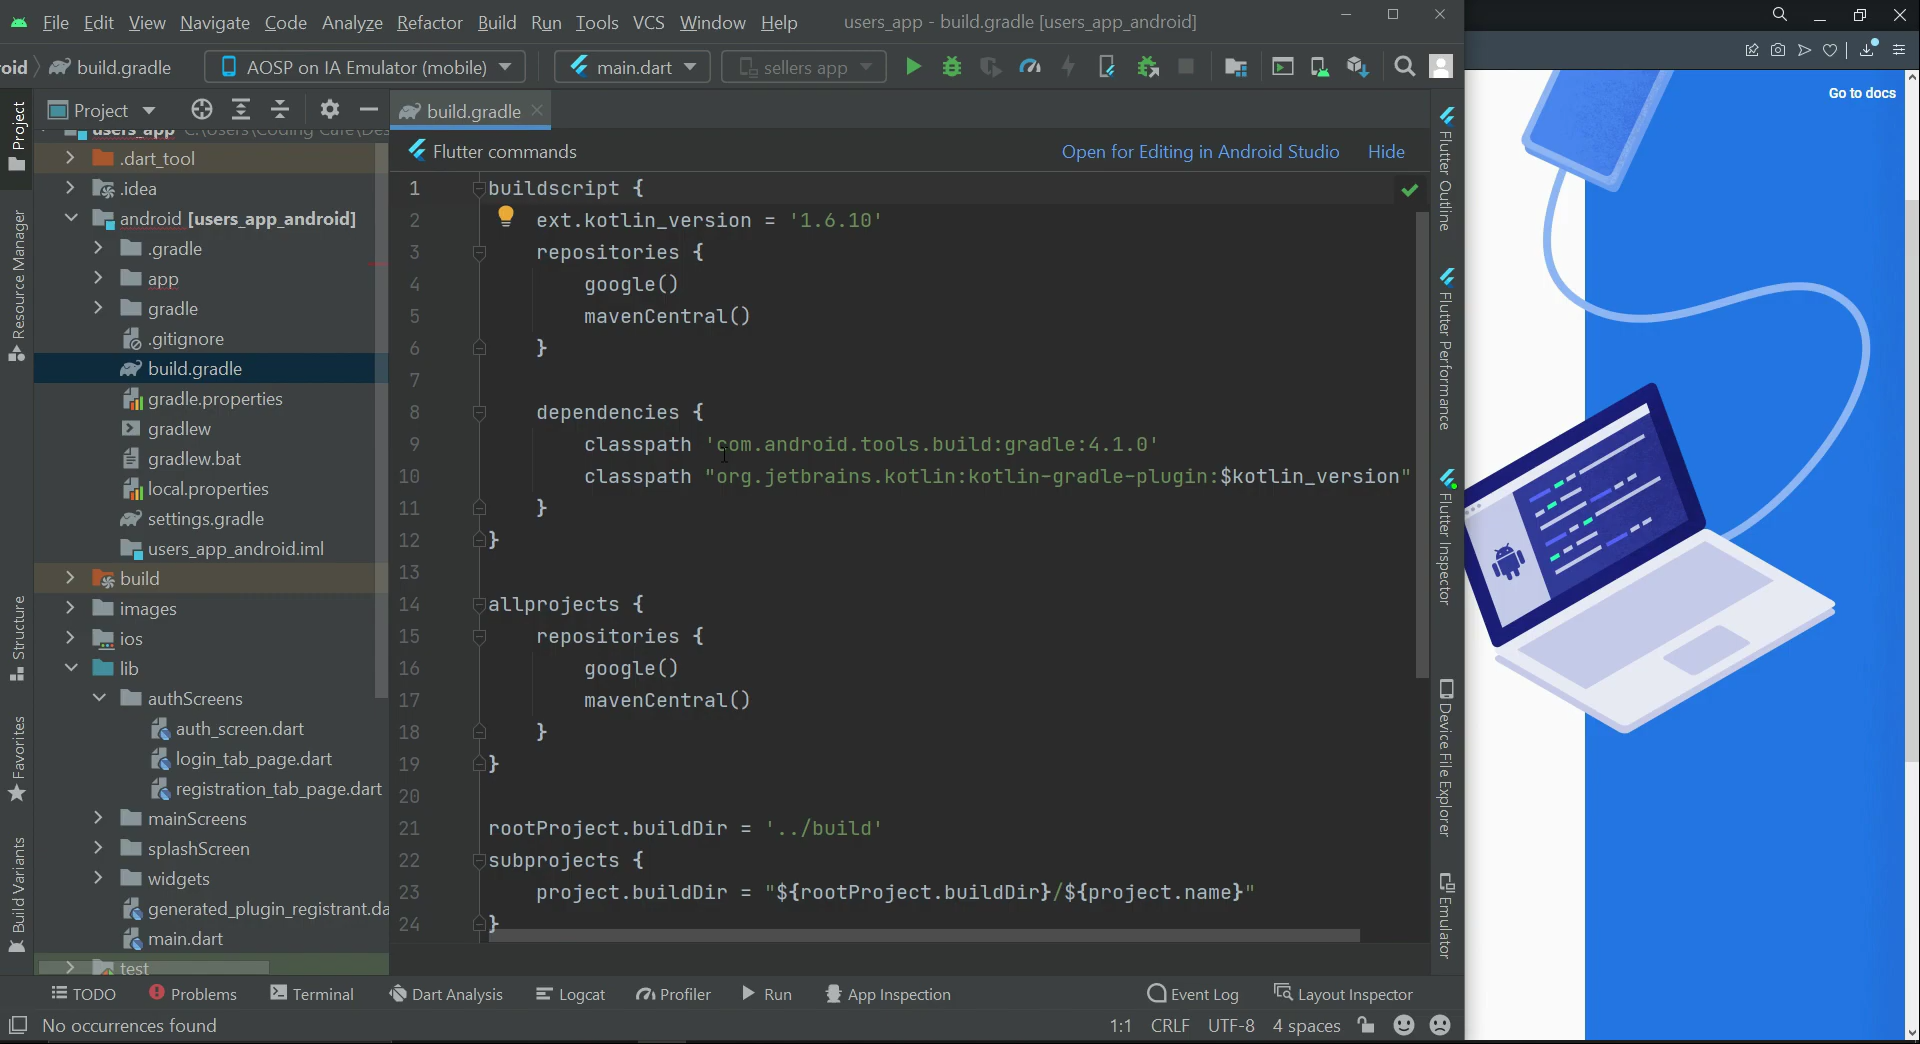 File Edit View Navigate Code Analyze Refactor Build Run Tools VCS Window Help users_app - build.gradle [users_app_android]
roid build.gradle AOSP on IA Emulator (mobile) main.dart sellers app
Project build.gradle
users_app C:\Users\Coding Cafe\Des
Flutter commands Open for Editing in Android Studio Hide
.dart_tool
.idea
android [users_app_android]
.gradle
app
gradle
.gitignore
build.gradle
gradle.properties
gradlew
gradlew.bat
local.properties
settings.gradle
users_app_android.iml
build
images
ios
lib
authScreens
auth_screen.dart
login_tab_page.dart
registration_tab_page.dart
mainScreens
splashScreen
widgets
generated_plugin_registrant.da
main.dart
test
1 buildscript {
2 ext.kotlin_version = '1.6.10'
3 repositories {
4 google()
5 mavenCentral()
6 }
7
8 dependencies {
9 classpath 'com.android.tools.build:gradle:4.1.0'
10 classpath "org.jetbrains.kotlin:kotlin-gradle-plugin:$kotlin_version"
11 }
12 }
13
14 allprojects {
15 repositories {
16 google()
17 mavenCentral()
18 }
19 }
20
21 rootProject.buildDir = '../build'
22 subprojects {
23 project.buildDir = "${rootProject.buildDir}/${project.name}"
24 }
Project
Resource Manager
Structure
Favorites
Build Variants
Flutter Outline
Flutter Performance
Flutter Inspector
Device File Explorer
Emulator
Go to docs
TODO Problems Terminal Dart Analysis Logcat Profiler Run App Inspection Event Log Layout Inspector
No occurrences found 1:1 CRLF UTF-8 4 spaces